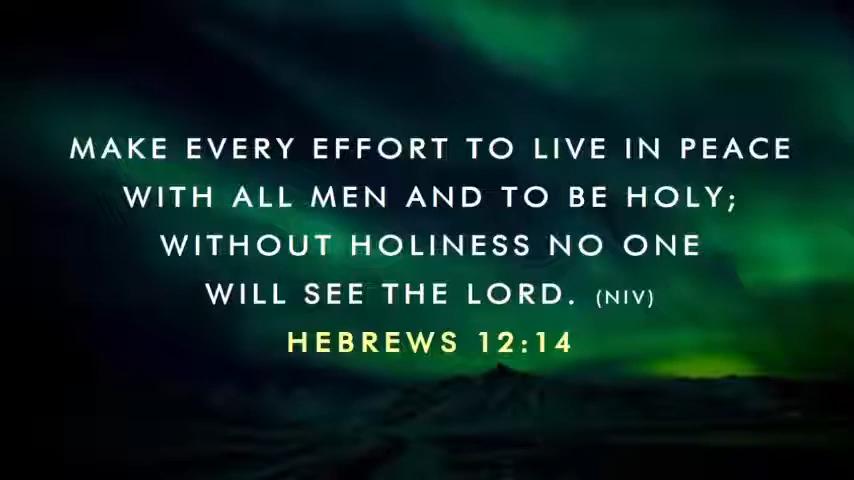 MAKE EVERY EFFORT TO LIVE IN PEACE
WITH ALL MEN AND TO BE HOLY;
WITHOUT HOLINESS NO ONE
WILL SEE THE LORD. (NIV)
HEBREWS 12:14